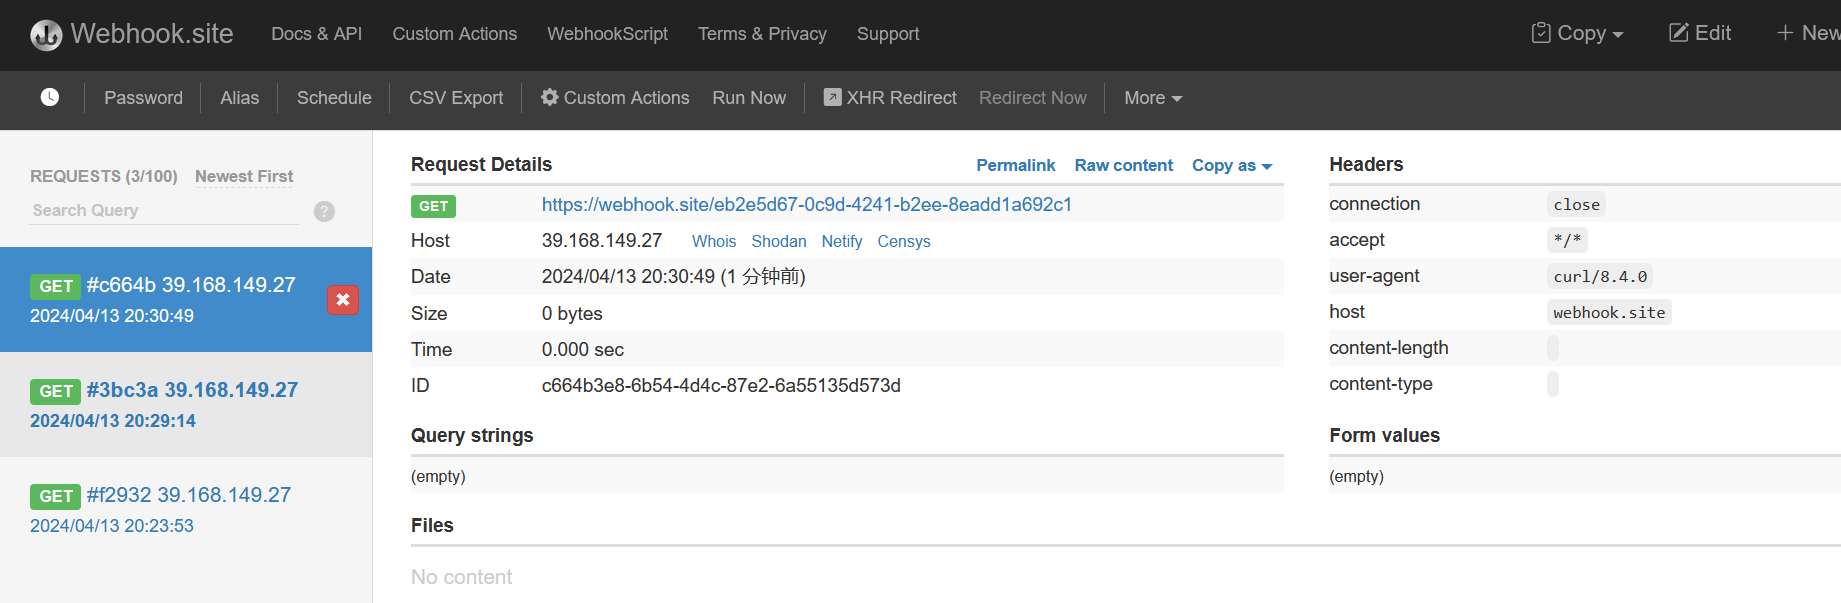 Webhook.site Docs & API Custom Actions WebhookScript Terms & Privacy Support Copy Edit + New
Password Alias Schedule CSV Export Custom Actions Run Now XHR Redirect Redirect Now More
REQUESTS (3/100) Newest First
Search Query ?
GET #c664b 39.168.149.27
2024/04/13 20:30:49
GET #3bc3a 39.168.149.27
2024/04/13 20:29:14
GET #f2932 39.168.149.27
2024/04/13 20:23:53
Request Details Permalink Raw content Copy as
GET https://webhook.site/eb2e5d67-0c9d-4241-b2ee-8eadd1a692c1
Host 39.168.149.27 Whois Shodan Netify Censys
Date 2024/04/13 20:30:49 (1 分钟前)
Size 0 bytes
Time 0.000 sec
ID c664b3e8-6b54-4d4c-87e2-6a55135d573d
Query strings
(empty)
Files
No content
Headers
connection close
accept */*
user-agent curl/8.4.0
host webhook.site
content-length
content-type
Form values
(empty)